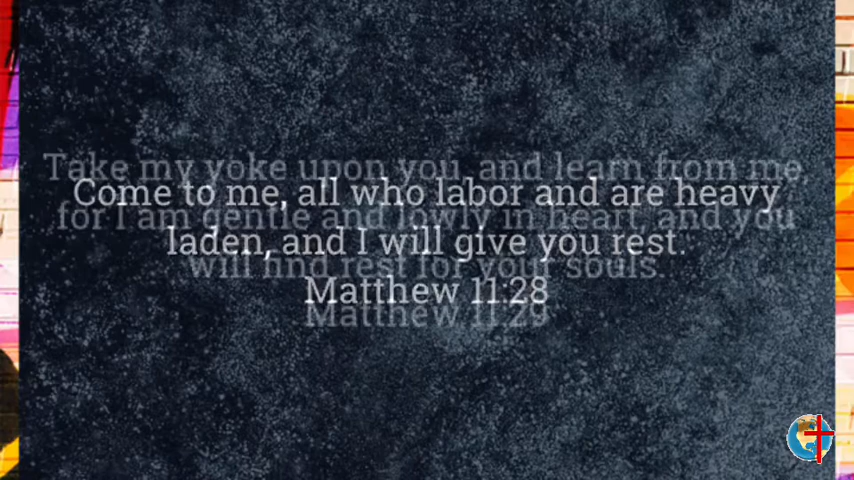 Take my yoke upon you, and learn from me,
for I am gentle and lowly in heart, and you
will find rest for your souls.
Matthew 11:29
Come to me, all who labor and are heavy
laden, and I will give you rest.
Matthew 11:28